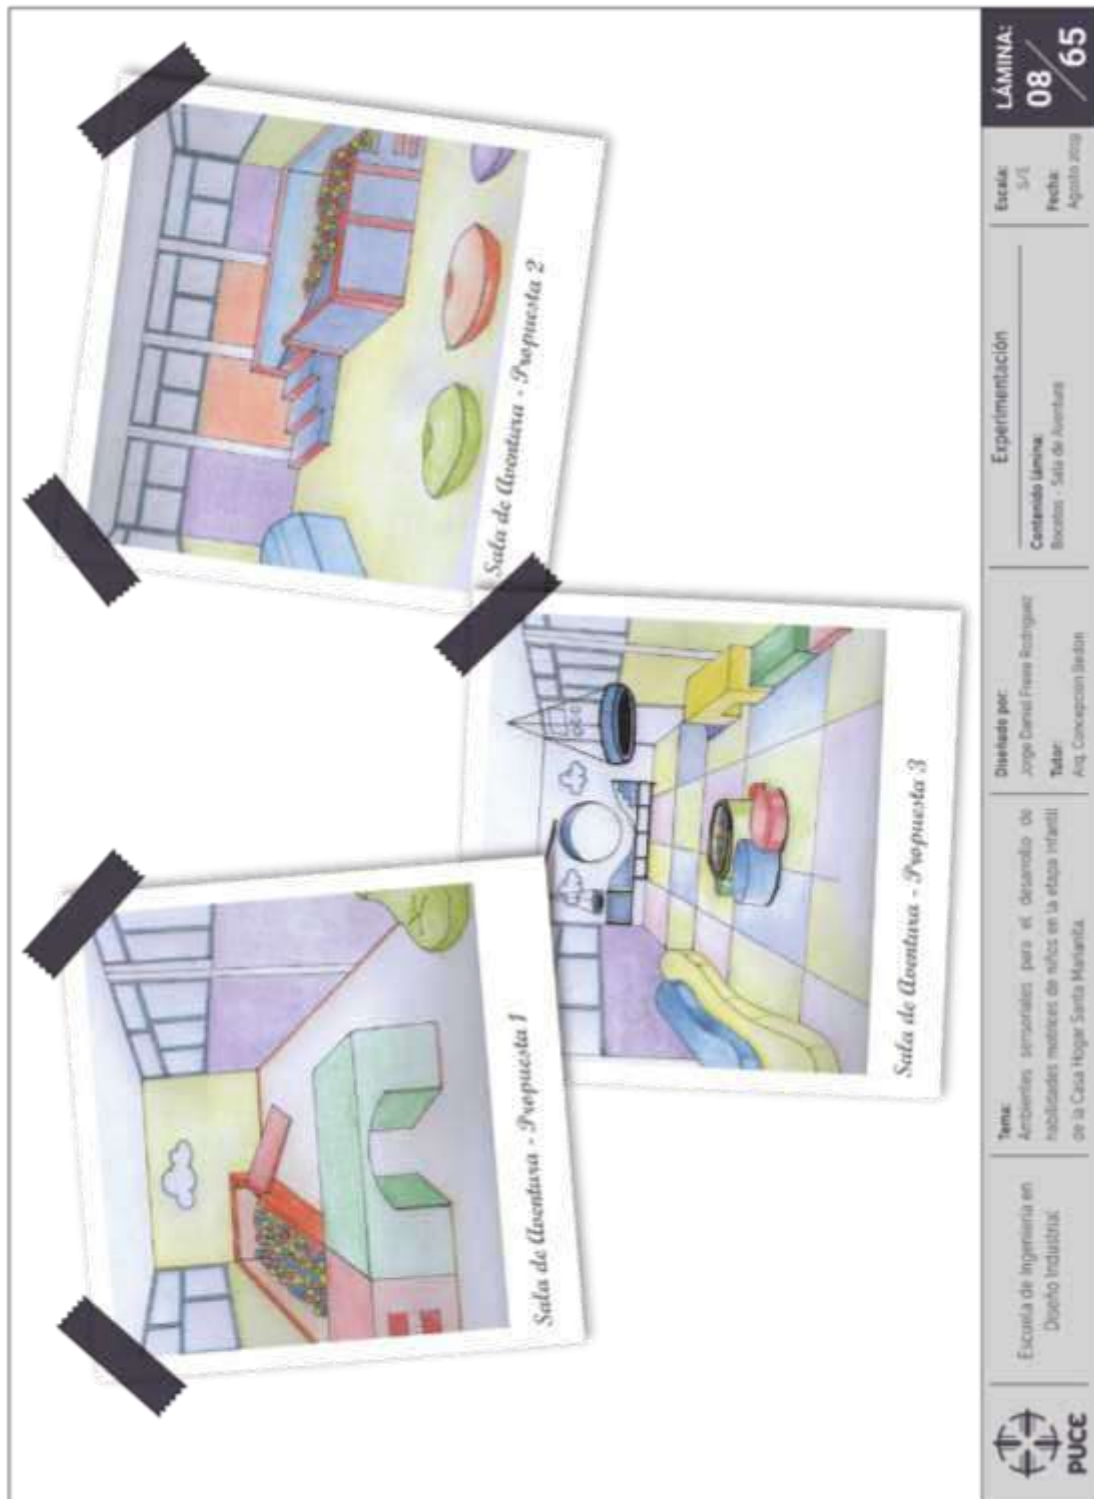 Sala de Aventura - Propuesta 1
Sala de Aventura - Propuesta 3
Sala de Aventura - Propuesta 2
PUCE
Escuela de Ingeniería en
Diseño Industrial
Tema:
Ambientes sensoriales para el desarrollo de
habilidades motrices de niños en la etapa infantil
de la Casa Hogar Santa Marianita
Diseñado por:
Jorge Daniel Freire Rodriguez
Tutor:
Arq. Concepcion Bedon
Experimentación
Contenido lámina:
Bocetos - Sala de Aventura
Escala:
S/E
Fecha:
Agosto 2019
LÁMINA:
08/65